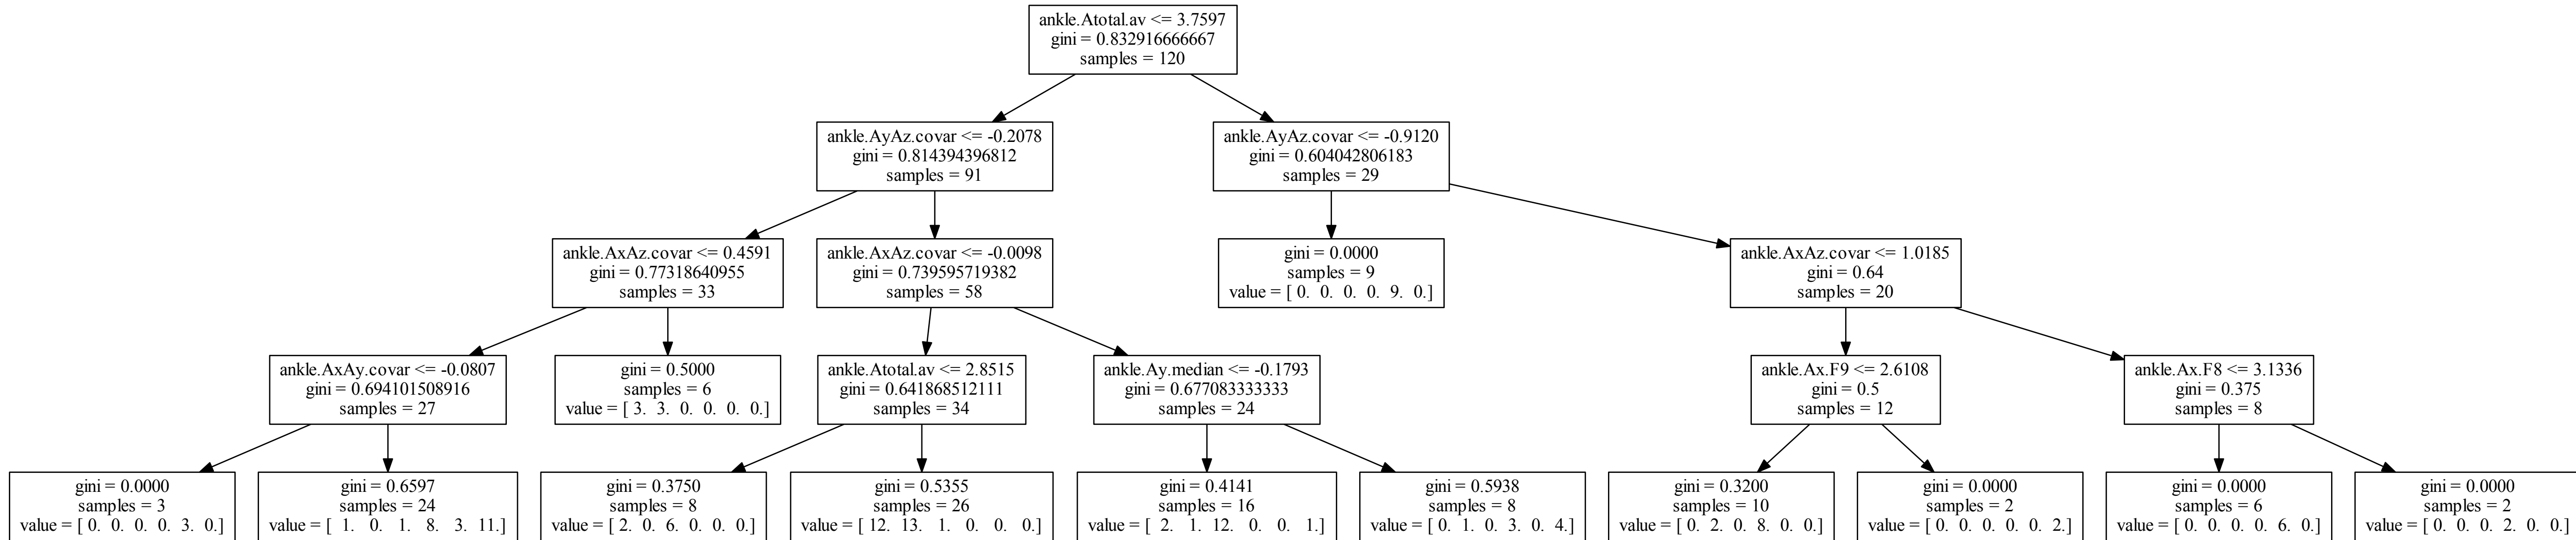 ankle.Atotal.av <= 3.7597
gini = 0.832916666667
samples = 120
ankle.AyAz.covar <= -0.2078
gini = 0.814394396812
samples = 91
ankle.AyAz.covar <= -0.9120
gini = 0.604042806183
samples = 29
ankle.AxAz.covar <= 0.4591
gini = 0.77318640955
samples = 33
ankle.AxAz.covar <= -0.0098
gini = 0.739595719382
samples = 58
gini = 0.0000
samples = 9
value = [ 0. 0. 0. 0. 9. 0.]
ankle.AxAz.covar <= 1.0185
gini = 0.64
samples = 20
ankle.AxAy.covar <= -0.0807
gini = 0.694101508916
samples = 27
gini = 0.5000
samples = 6
value = [ 3. 3. 0. 0. 0. 0.]
ankle.Atotal.av <= 2.8515
gini = 0.641868512111
samples = 34
ankle.Ay.median <= -0.1793
gini = 0.677083333333
samples = 24
ankle.Ax.F9 <= 2.6108
gini = 0.5
samples = 12
ankle.Ax.F8 <= 3.1336
gini = 0.375
samples = 8
gini = 0.0000
samples = 3
value = [ 0. 0. 0. 0. 3. 0.]
gini = 0.6597
samples = 24
value = [ 1. 0. 1. 8. 3. 11.]
gini = 0.3750
samples = 8
value = [ 2. 0. 6. 0. 0. 0.]
gini = 0.5355
samples = 26
value = [ 12. 13. 1. 0. 0. 0.]
gini = 0.4141
samples = 16
value = [ 2. 1. 12. 0. 0. 1.]
gini = 0.5938
samples = 8
value = [ 0. 1. 0. 3. 0. 4.]
gini = 0.3200
samples = 10
value = [ 0. 2. 0. 8. 0. 0.]
gini = 0.0000
samples = 2
value = [ 0. 0. 0. 0. 0. 2.]
gini = 0.0000
samples = 6
value = [ 0. 0. 0. 0. 6. 0.]
gini = 0.0000
samples = 2
value = [ 0. 0. 0. 2. 0. 0.]